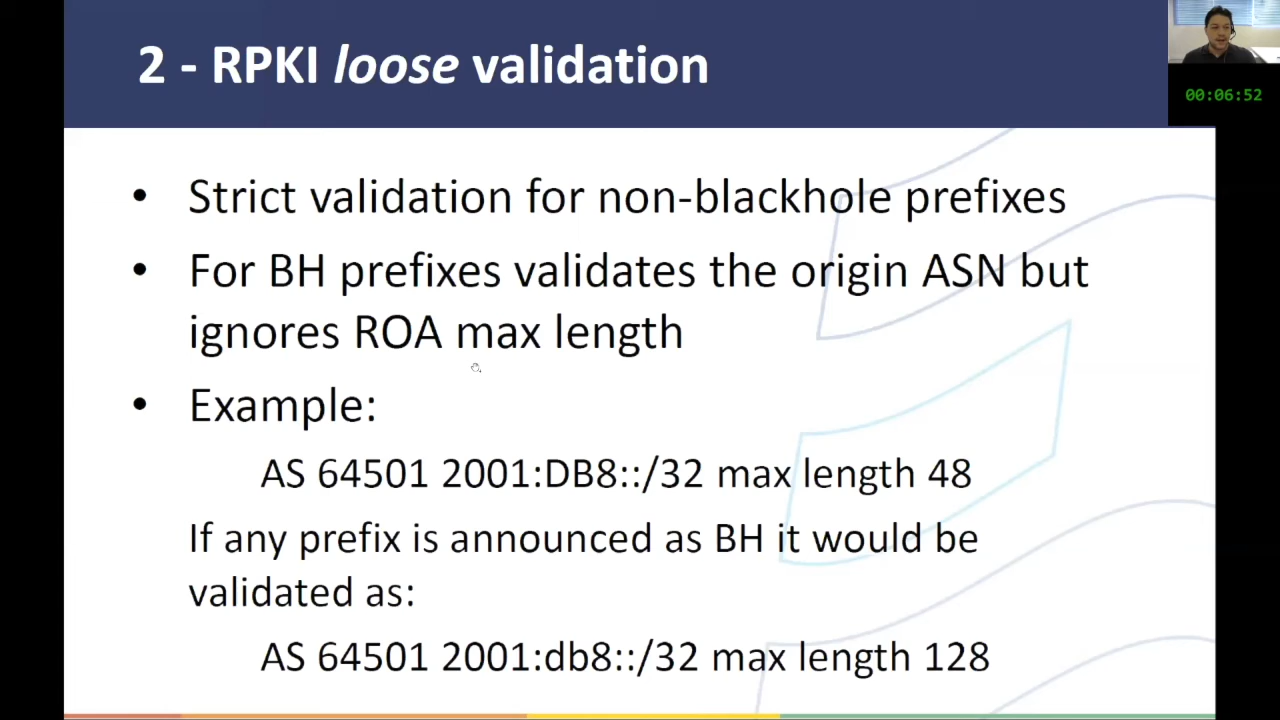 2 - RPKI loose validation
00:06:52
• Strict validation for non-blackhole prefixes
• For BH prefixes validates the origin ASN but
ignores ROA max length
• Example:
AS 64501 2001:DB8::/32 max length 48
If any prefix is announced as BH it would be
validated as:
AS 64501 2001:db8::/32 max length 128